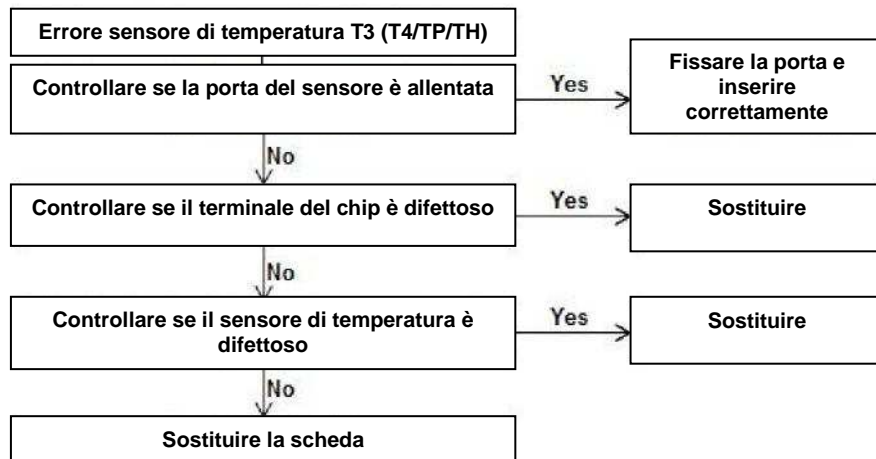 Errore sensore di temperatura T3 (T4/TP/TH)
Controllare se la porta del sensore è allentata
Yes
Fissare la porta e
inserire
correttamente
No
Controllare se il terminale del chip è difettoso
Yes
Sostituire
No
Controllare se il sensore di temperatura è
difettoso
Yes
Sostituire
No
Sostituire la scheda